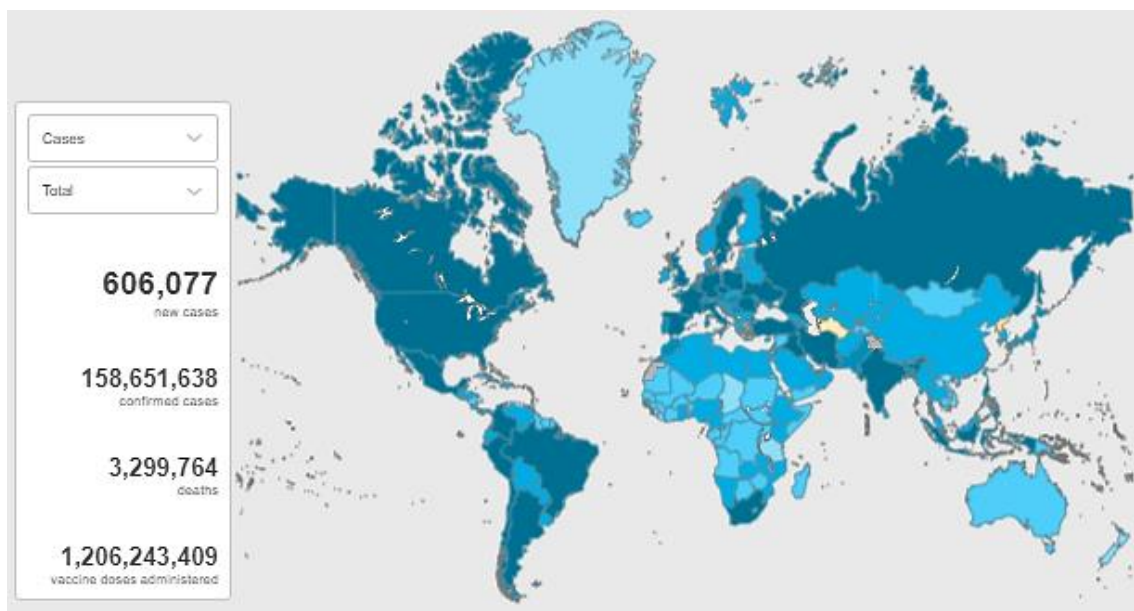 Cases
Total
606,077
new cases
158,651,638
confirmed cases
3,299,764
deaths
1,206,243,409
vaccine doses administered